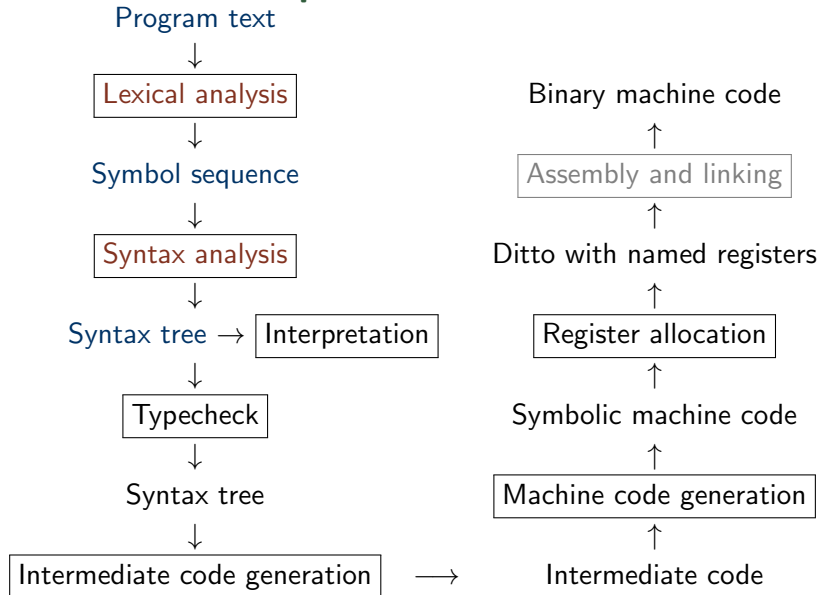 Program text
Lexical analysis
Symbol sequence
Syntax analysis
Syntax tree → Interpretation
Typecheck
Syntax tree
Intermediate code generation
Intermediate code
Machine code generation
Symbolic machine code
Register allocation
Ditto with named registers
Assembly and linking
Binary machine code